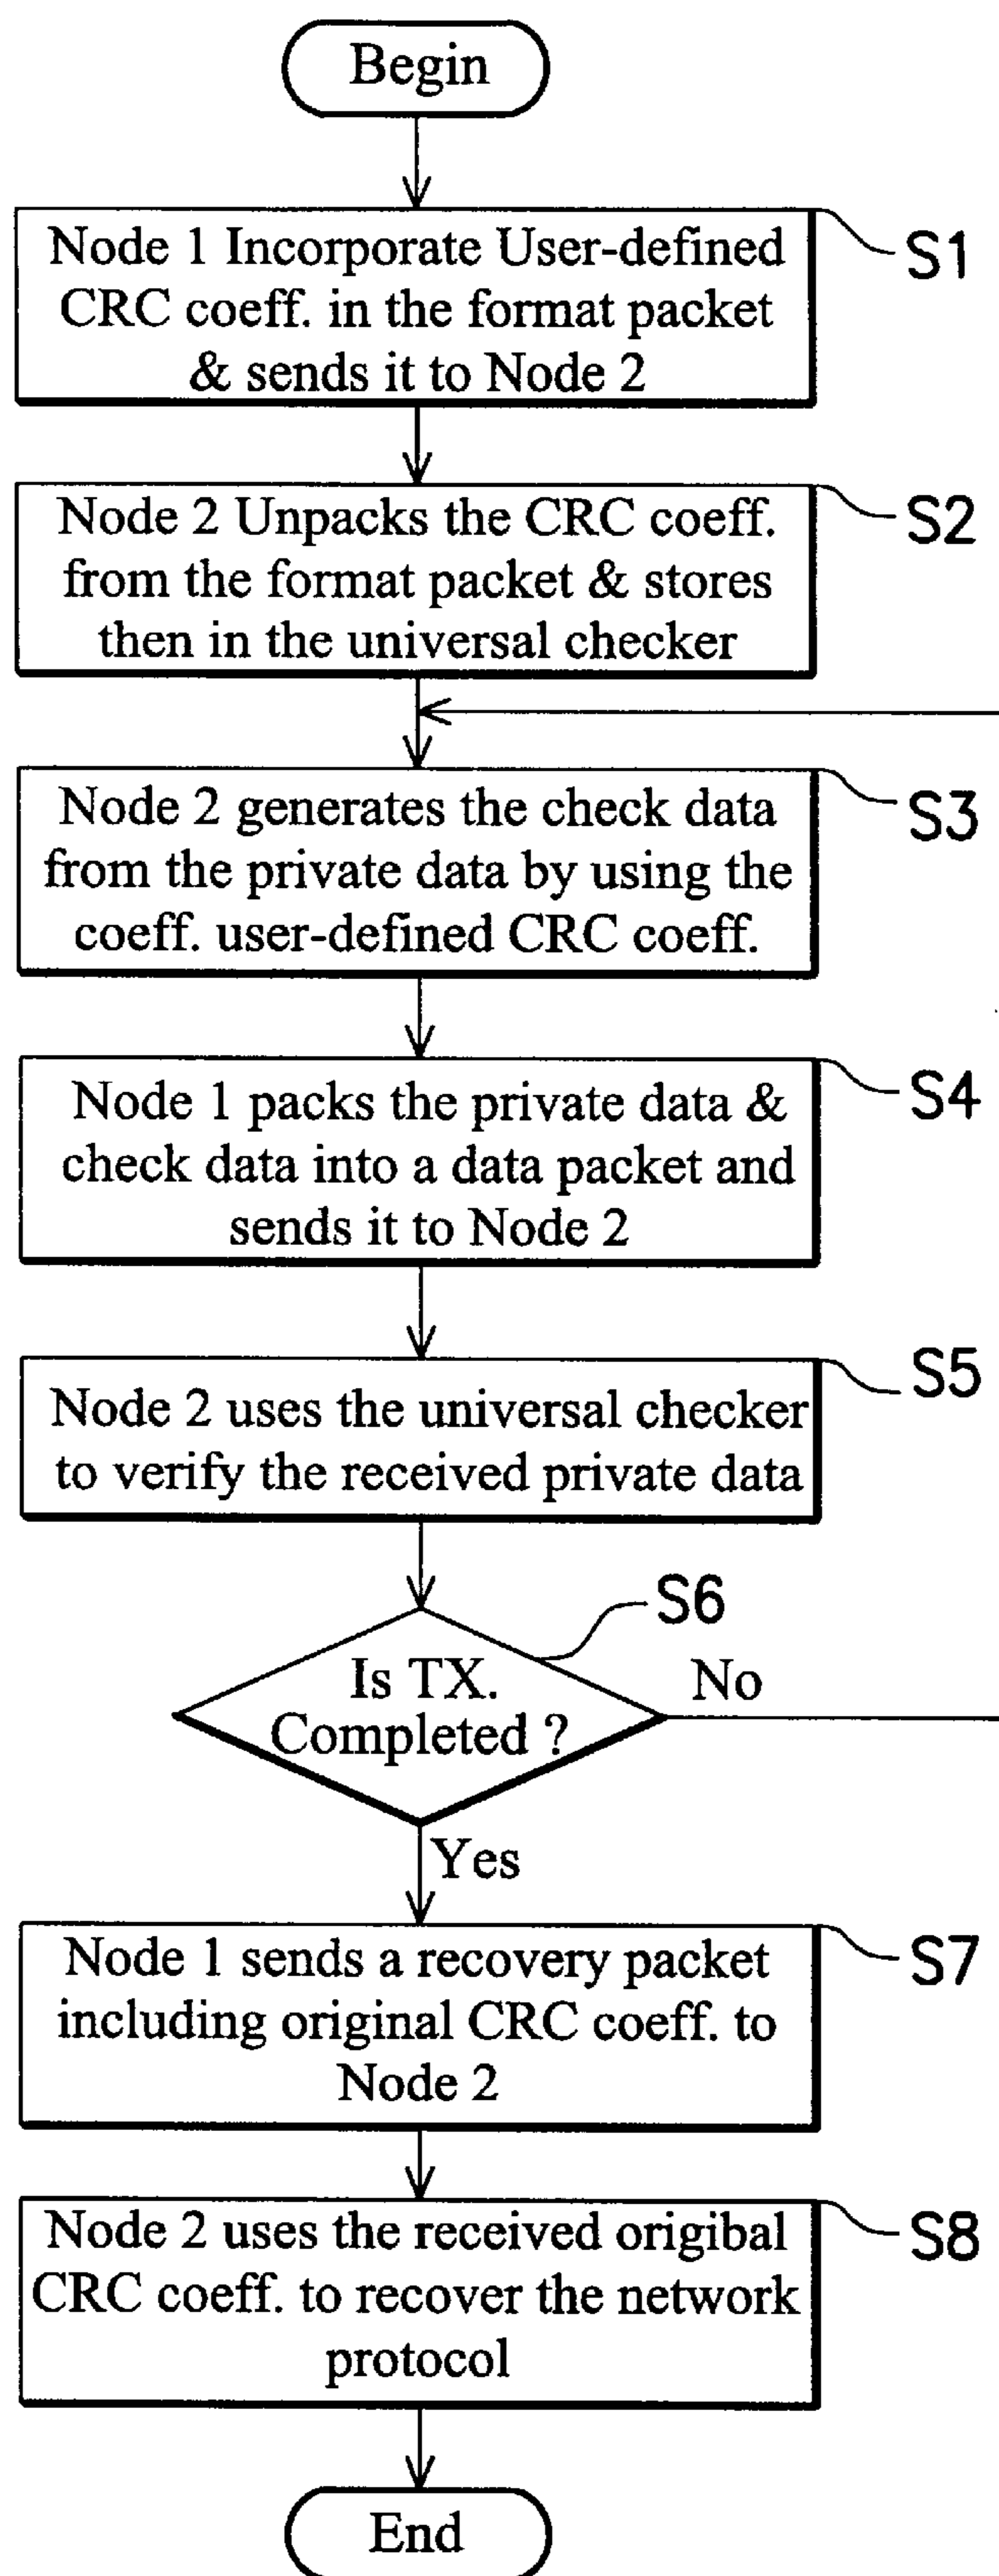 Begin
Node 1 Incorporate User-defined
CRC coeff. in the format packet
& sends it to Node 2
S1
Node 2 Unpacks the CRC coeff.
from the format packet & stores
then in the universal checker
S2
Node 2 generates the check data
from the private data by using the
coeff. user-defined CRC coeff.
S3
Node 1 packs the private data &
check data into a data packet and
sends it to Node 2
S4
Node 2 uses the universal checker
to verify the received private data
S5
Is TX.
Completed ?
S6
No
Yes
Node 1 sends a recovery packet
including original CRC coeff. to
Node 2
S7
Node 2 uses the received origibal
CRC coeff. to recover the network
protocol
S8
End